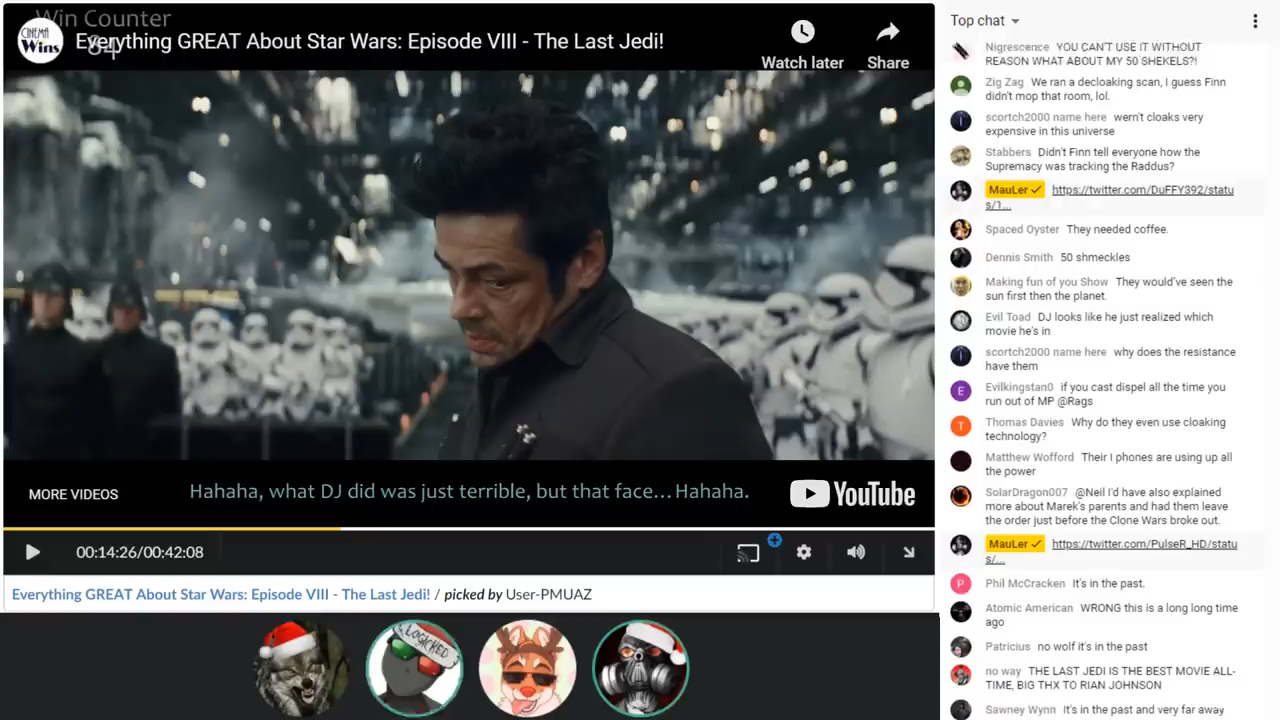 Win Counter
84
CINEMA
Wins
Everything GREAT About Star Wars: Episode VIII - The Last Jedi!
Watch later
Share
MORE VIDEOS
Hahaha, what DJ did was just terrible, but that face... Hahaha.
YouTube
00:14:26/00:42:08
Everything GREAT About Star Wars: Episode VIII - The Last Jedi! / picked by User-PMUAZ
LOGICKED
Top chat
Nigrescence YOU CAN'T USE IT WITHOUT
REASON WHAT ABOUT MY 50 SHEKELS?!
Zig Zag We ran a decloaking scan, I guess Finn
didn't mop that room, lol.
scortch2000 name here wern't cloaks very
expensive in this universe
Stabbers Didn't Finn tell everyone how the
Supremacy was tracking the Raddus?
MauLer https://twitter.com/DuFFY392/statu
s/1...
Spaced Oyster They needed coffee.
Dennis Smith 50 shmeckles
Making fun of you Show They would've seen the
sun first then the planet.
Evil Toad DJ looks like he just realized which
movie he's in
scortch2000 name here why does the resistance
have them
E
Evilkingstan0 if you cast dispel all the time you
run out of MP @Rags
T
Thomas Davies Why do they even use cloaking
technology?
Matthew Wofford Their I phones are using up all
the power
SolarDragon007 @Neil I'd have also explained
more about Marek's parents and had them leave
the order just before the Clone Wars broke out.
MauLer https://twitter.com/PulseR_HD/statu
s/...
P
Phil McCracken It's in the past.
Atomic American WRONG this is a long long time
ago
Patricius no wolf it's in the past
no way THE LAST JEDI IS THE BEST MOVIE ALL-
TIME, BIG THX TO RIAN JOHNSON
Sawney Wynn It's in the past and very far away